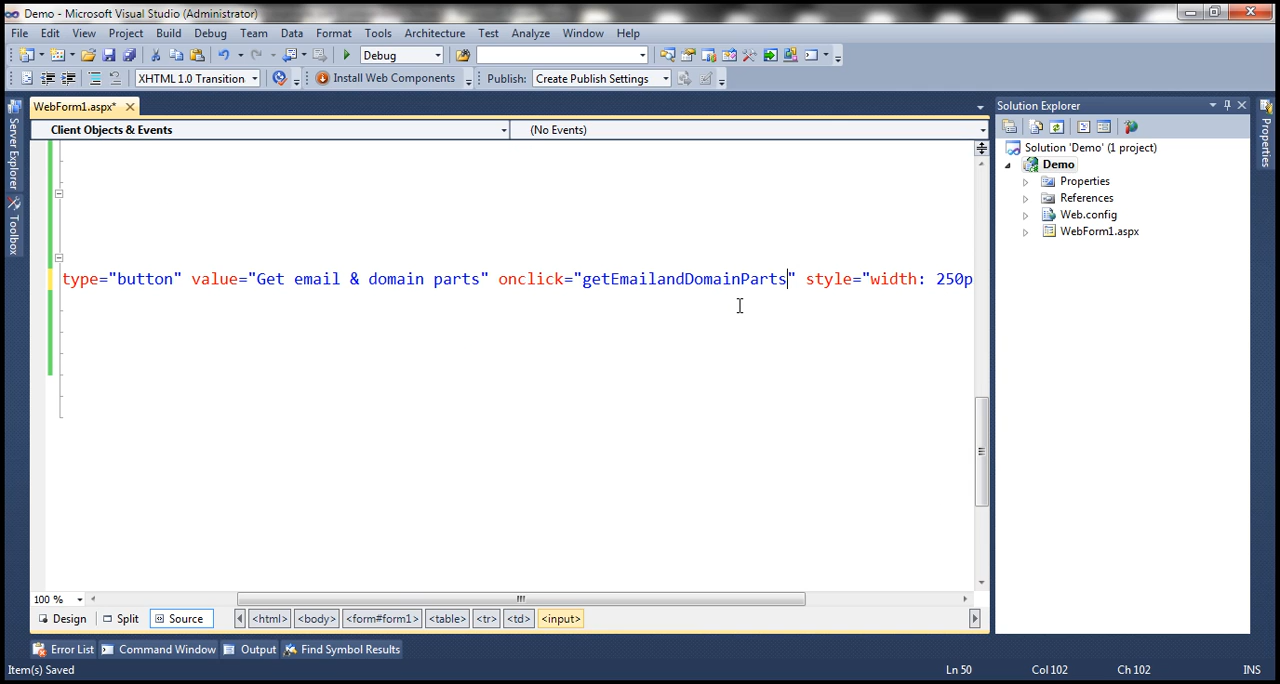 Demo - Microsoft Visual Studio (Administrator)
File Edit View Project Build Debug Team Data Format Tools Architecture Test Analyze Window Help
Debug
XHTML 1.0 Transition Install Web Components Publish: Create Publish Settings
WebForm1.aspx*
Client Objects & Events (No Events)
type="button" value="Get email & domain parts" onclick="getEmailandDomainParts" style="width: 250p
100 %
Design Split Source <html> <body> <form#form1> <table> <tr> <td> <input>
Error List Command Window Output Find Symbol Results
Item(s) Saved Ln 50 Col 102 Ch 102 INS
Server Explorer
Toolbox
Solution Explorer
Solution 'Demo' (1 project)
Demo
Properties
References
Web.config
WebForm1.aspx
Properties